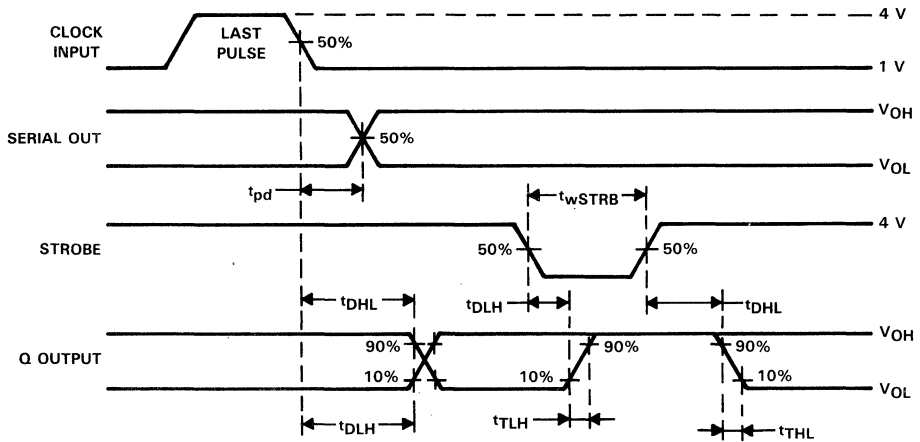 4 V
CLOCK
INPUT
LAST
PULSE
50%
1 V
SERIAL OUT
VOH
50%
VOL
tpd
twSTRB
4 V
STROBE
50%
50%
tDHL
tDLH
tDHL
Q OUTPUT
VOH
90%
90%
90%
10%
10%
10%
VOL
tDLH
tTLH
tTHL